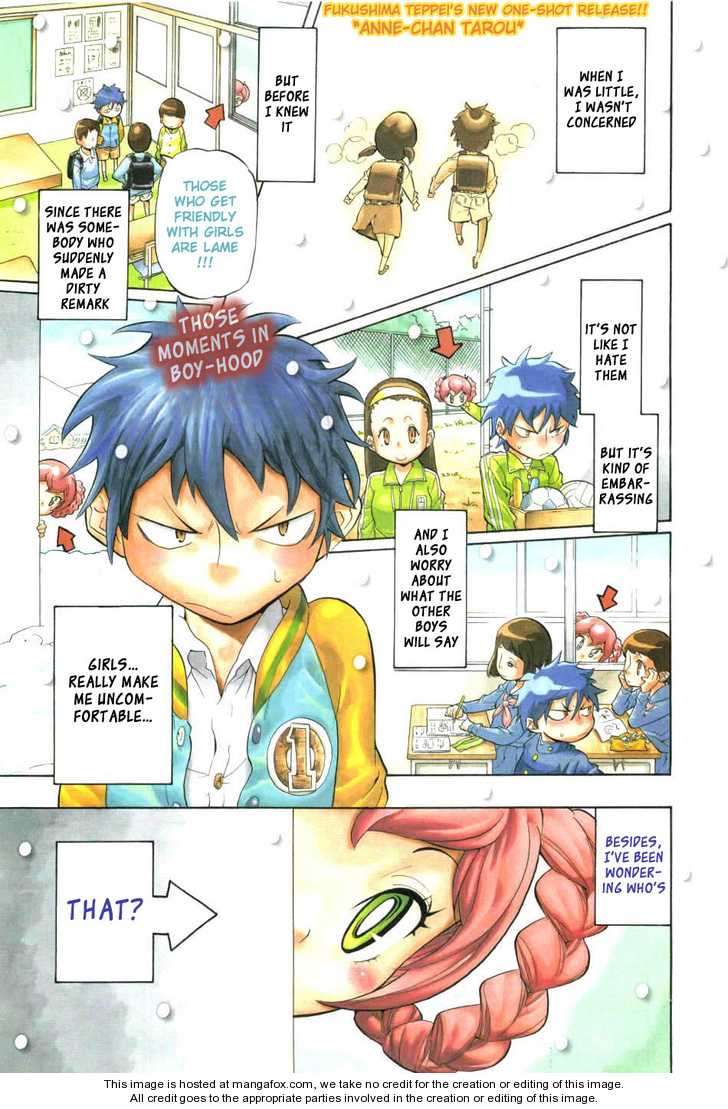 FUKUSHIMA TEPPEI'S NEW ONE-SHOT RELEASE!!
"ANNE-CHAN TAROU"
WHEN I
WAS LITTLE,
I WASN'T
CONCERNED
BUT
BEFORE
I KNEW
IT
THOSE
WHO GET
FRIENDLY
WITH GIRLS
ARE LAME
!!!
SINCE THERE
WAS SOME-
BODY WHO
SUDDENLY
MADE A
DIRTY
REMARK
IT'S NOT
LIKE I
HATE
THEM
BUT IT'S
KIND OF
EMBAR-
RASSING
THOSE
MOMENTS IN
BOY-HOOD
AND I
ALSO
WORRY
ABOUT
WHAT THE
OTHER
BOYS
WILL SAY
GIRLS...
REALLY MAKE
ME UNCOM-
FORTABLE...
1
BESIDES,
I'VE BEEN
WONDER-
ING WHO'S
THAT?
This image is hosted at mangafox.com, we take no credit for the creation or editing of this image.
All credit goes to the appropriate parties involved in the creation or editing of this image.